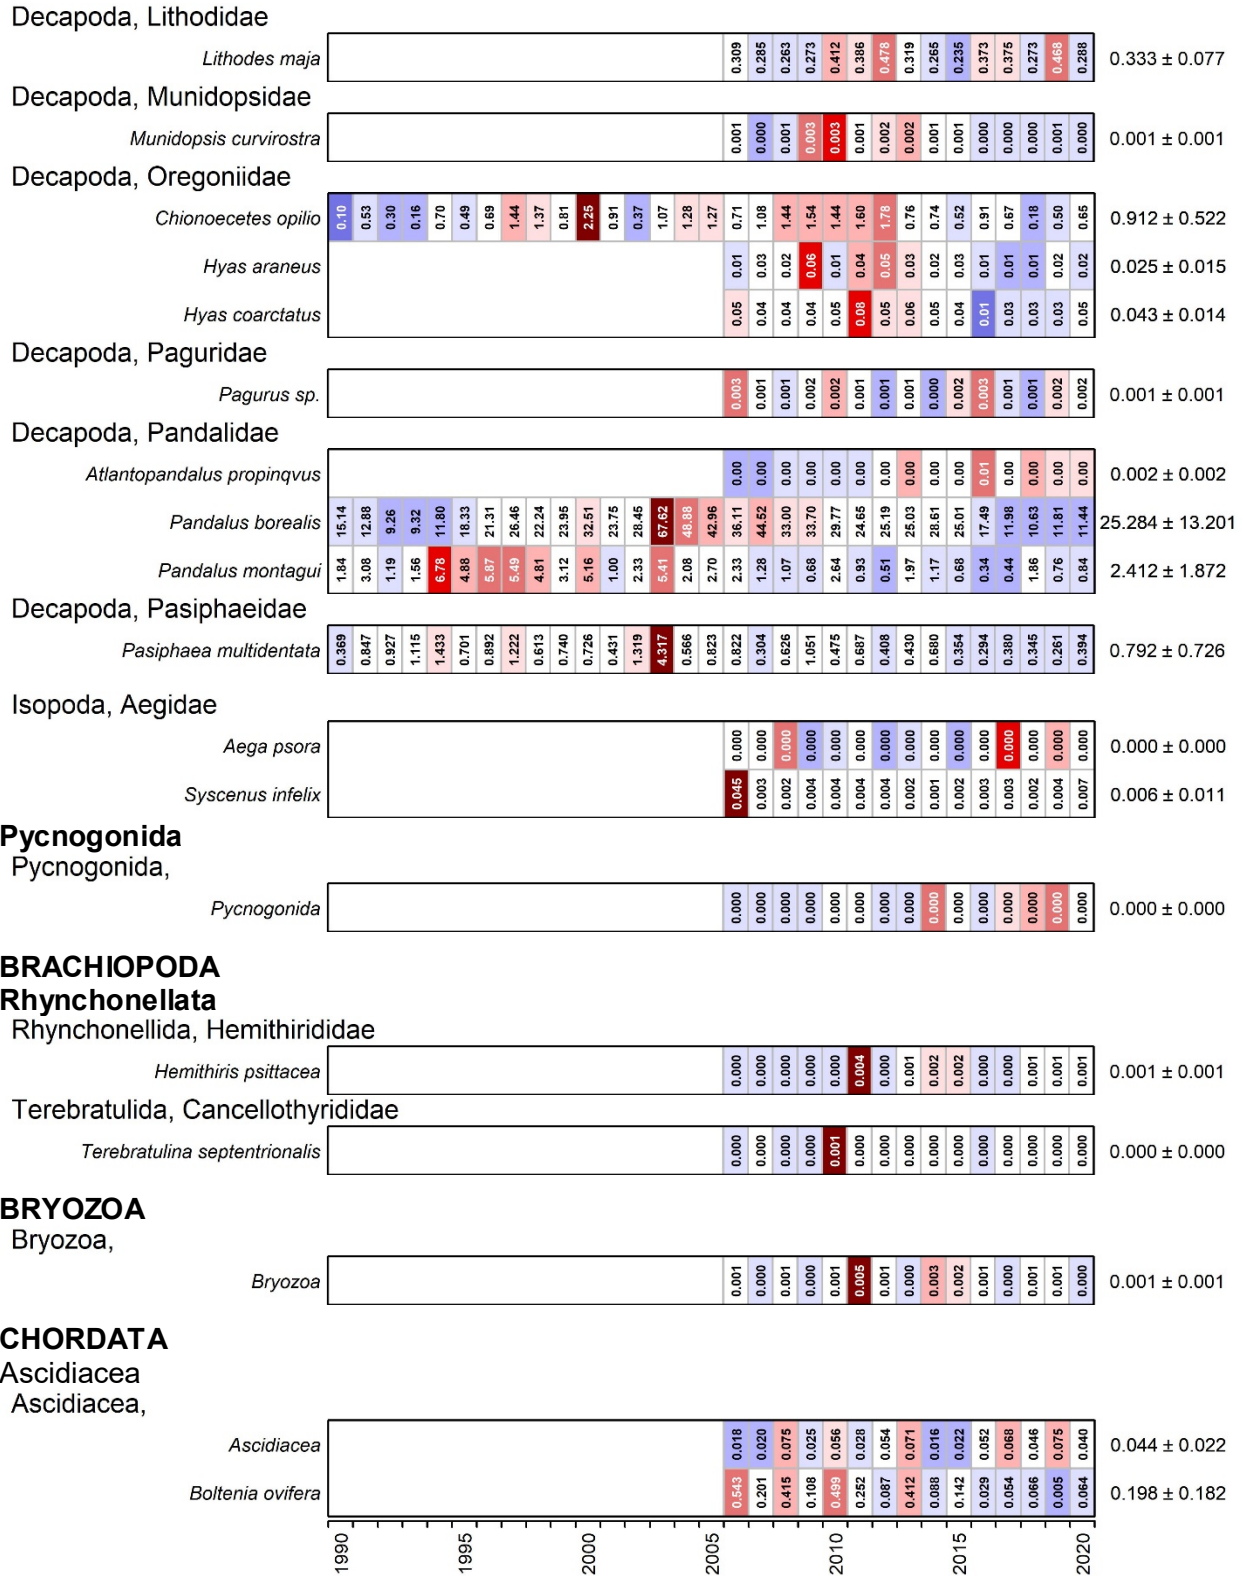 Decapoda, Lithodidae
Lithodes maja 0.309 0.285 0.263 0.273 0.412 0.386 0.478 0.319 0.265 0.235 0.373 0.375 0.273 0.468 0.288 0.333 ± 0.077
Decapoda, Munidopsidae
Munidopsis curvirostra 0.001 0.000 0.001 0.003 0.003 0.001 0.002 0.002 0.001 0.001 0.000 0.000 0.000 0.000 0.000 0.001 ± 0.001
Decapoda, Oregoniidae
Chionoecetes opilio 0.10 0.53 0.30 0.16 0.70 0.49 0.69 1.44 1.37 0.81 2.25 0.91 0.37 1.07 1.28 1.27 0.71 1.08 1.44 1.54 1.44 1.60 1.78 0.76 0.74 0.52 0.91 0.67 0.18 0.50 0.65 0.912 ± 0.522
Hyas araneus 0.01 0.03 0.02 0.06 0.01 0.04 0.05 0.03 0.02 0.03 0.01 0.01 0.01 0.02 0.02 0.025 ± 0.015
Hyas coarctatus 0.05 0.04 0.04 0.04 0.05 0.08 0.05 0.06 0.05 0.04 0.01 0.03 0.03 0.03 0.05 0.043 ± 0.014
Decapoda, Paguridae
Pagurus sp. 0.003 0.001 0.001 0.002 0.002 0.001 0.001 0.001 0.000 0.002 0.003 0.001 0.001 0.002 0.002 0.001 ± 0.001
Decapoda, Pandalidae
Atlantopandalus propinqvus 0.00 0.00 0.00 0.00 0.00 0.00 0.00 0.00 0.00 0.00 0.01 0.00 0.00 0.00 0.00 0.002 ± 0.002
Pandalus borealis 15.14 12.88 9.26 9.32 11.80 18.33 21.31 26.46 22.24 23.95 32.51 23.75 28.45 67.62 48.88 42.96 36.11 44.52 33.00 33.70 29.77 24.65 25.19 25.03 28.61 25.01 17.49 11.98 10.63 11.81 11.44 25.284 ± 13.201
Pandalus montagui 1.84 3.08 1.19 1.56 6.78 4.88 5.87 5.49 4.81 3.12 5.16 1.00 2.33 5.41 2.08 2.70 2.33 1.28 1.07 0.68 2.64 0.93 0.51 1.97 1.17 0.68 0.34 0.44 1.86 0.76 0.84 2.412 ± 1.872
Decapoda, Pasiphaeidae
Pasiphaea multidentata 0.369 0.847 0.927 1.115 1.433 0.701 0.892 1.222 0.613 0.740 0.726 0.431 1.319 4.317 0.566 0.823 0.822 0.304 0.626 1.051 0.475 0.687 0.408 0.430 0.680 0.354 0.294 0.380 0.345 0.261 0.394 0.792 ± 0.726
Isopoda, Aegidae
Aega psora 0.000 0.000 0.000 0.000 0.000 0.000 0.000 0.000 0.000 0.000 0.000 0.000 0.000 0.000 0.000 0.000 ± 0.000
Syscenus infelix 0.045 0.003 0.002 0.004 0.004 0.004 0.004 0.002 0.001 0.002 0.003 0.003 0.002 0.004 0.007 0.006 ± 0.011
Pycnogonida
Pycnogonida,
Pycnogonida 0.000 0.000 0.000 0.000 0.000 0.000 0.000 0.000 0.000 0.000 0.000 0.000 0.000 0.000 0.000 0.000 ± 0.000
BRACHIOPODA
Rhynchonellata
Rhynchonellida, Hemithirididae
Hemithiris psittacea 0.000 0.000 0.000 0.000 0.000 0.004 0.000 0.001 0.002 0.002 0.000 0.000 0.001 0.001 0.001 0.001 ± 0.001
Terebratulida, Cancellothyrididae
Terebratulina septentrionalis 0.000 0.000 0.000 0.000 0.001 0.000 0.000 0.000 0.000 0.000 0.000 0.000 0.000 0.000 0.000 0.000 ± 0.000
BRYOZOA
Bryozoa,
Bryozoa 0.001 0.000 0.001 0.000 0.001 0.005 0.001 0.000 0.003 0.002 0.001 0.000 0.001 0.001 0.000 0.001 ± 0.001
CHORDATA
Ascidiacea
Ascidiacea,
Ascidiacea 0.018 0.020 0.075 0.025 0.056 0.028 0.054 0.071 0.016 0.022 0.052 0.068 0.046 0.075 0.040 0.044 ± 0.022
Boltenia ovifera 0.543 0.201 0.415 0.108 0.499 0.252 0.087 0.412 0.088 0.142 0.029 0.054 0.066 0.005 0.064 0.198 ± 0.182
1990 1995 2000 2005 2010 2015 2020